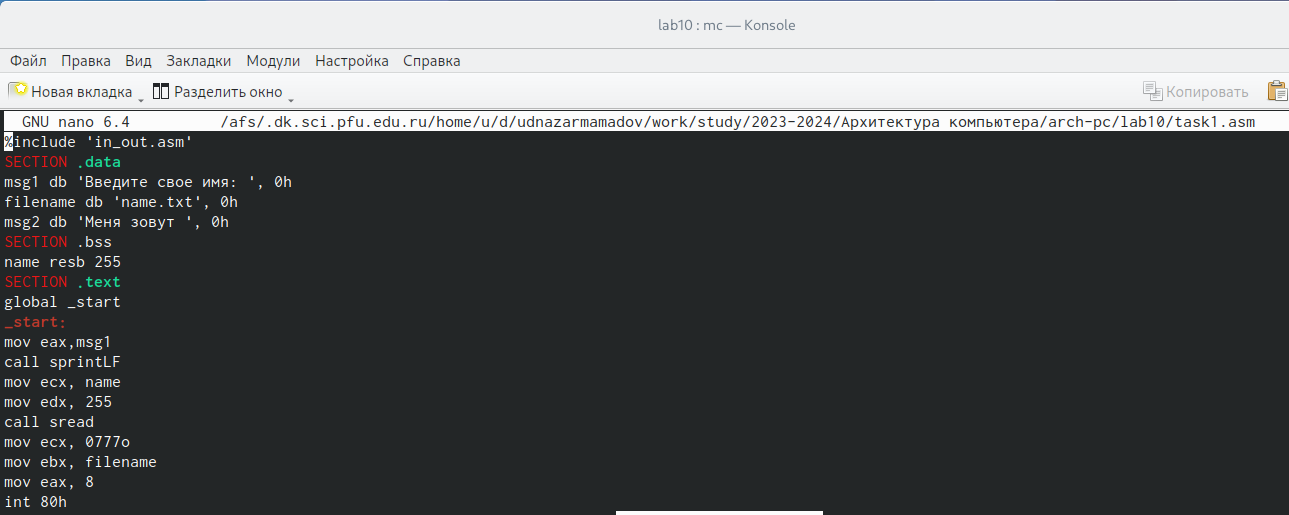 lab10 : mc — Konsole
Файл Правка Вид Закладки Модули Настройка Справка
Новая вкладка Разделить окно Копировать
GNU nano 6.4 /afs/.dk.sci.pfu.edu.ru/home/u/d/udnazarmamadov/work/study/2023-2024/Архитектура компьютера/arch-pc/lab10/task1.asm
%include 'in_out.asm'
SECTION .data
msg1 db 'Введите свое имя: ', 0h
filename db 'name.txt', 0h
msg2 db 'Меня зовут ', 0h
SECTION .bss
name resb 255
SECTION .text
global _start
_start:
mov eax,msg1
call sprintLF
mov ecx, name
mov edx, 255
call sread
mov ecx, 0777o
mov ebx, filename
mov eax, 8
int 80h